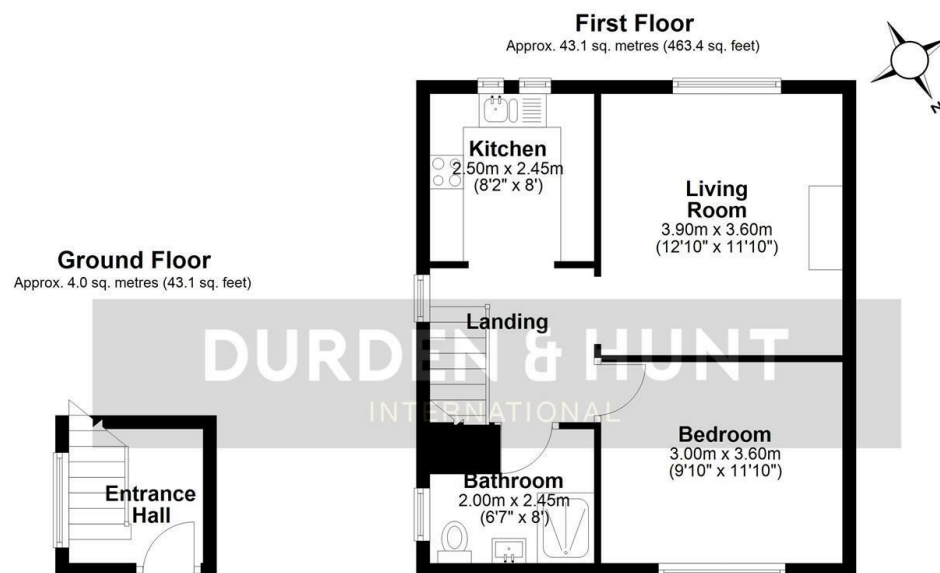 First Floor
Approx. 43.1 sq. metres (463.4 sq. feet)
N
Kitchen
2.50m x 2.45m
(8'2" x 8')
Living
Room
3.90m x 3.60m
(12'10" x 11'10")
Ground Floor
Approx. 4.0 sq. metres (43.1 sq. feet)
Landing
DURDEN & HUNT
INTERNATIONAL
Bedroom
3.00m x 3.60m
(9'10" x 11'10")
Entrance
Hall
Bathroom
2.00m x 2.45m
(6'7" x 8')